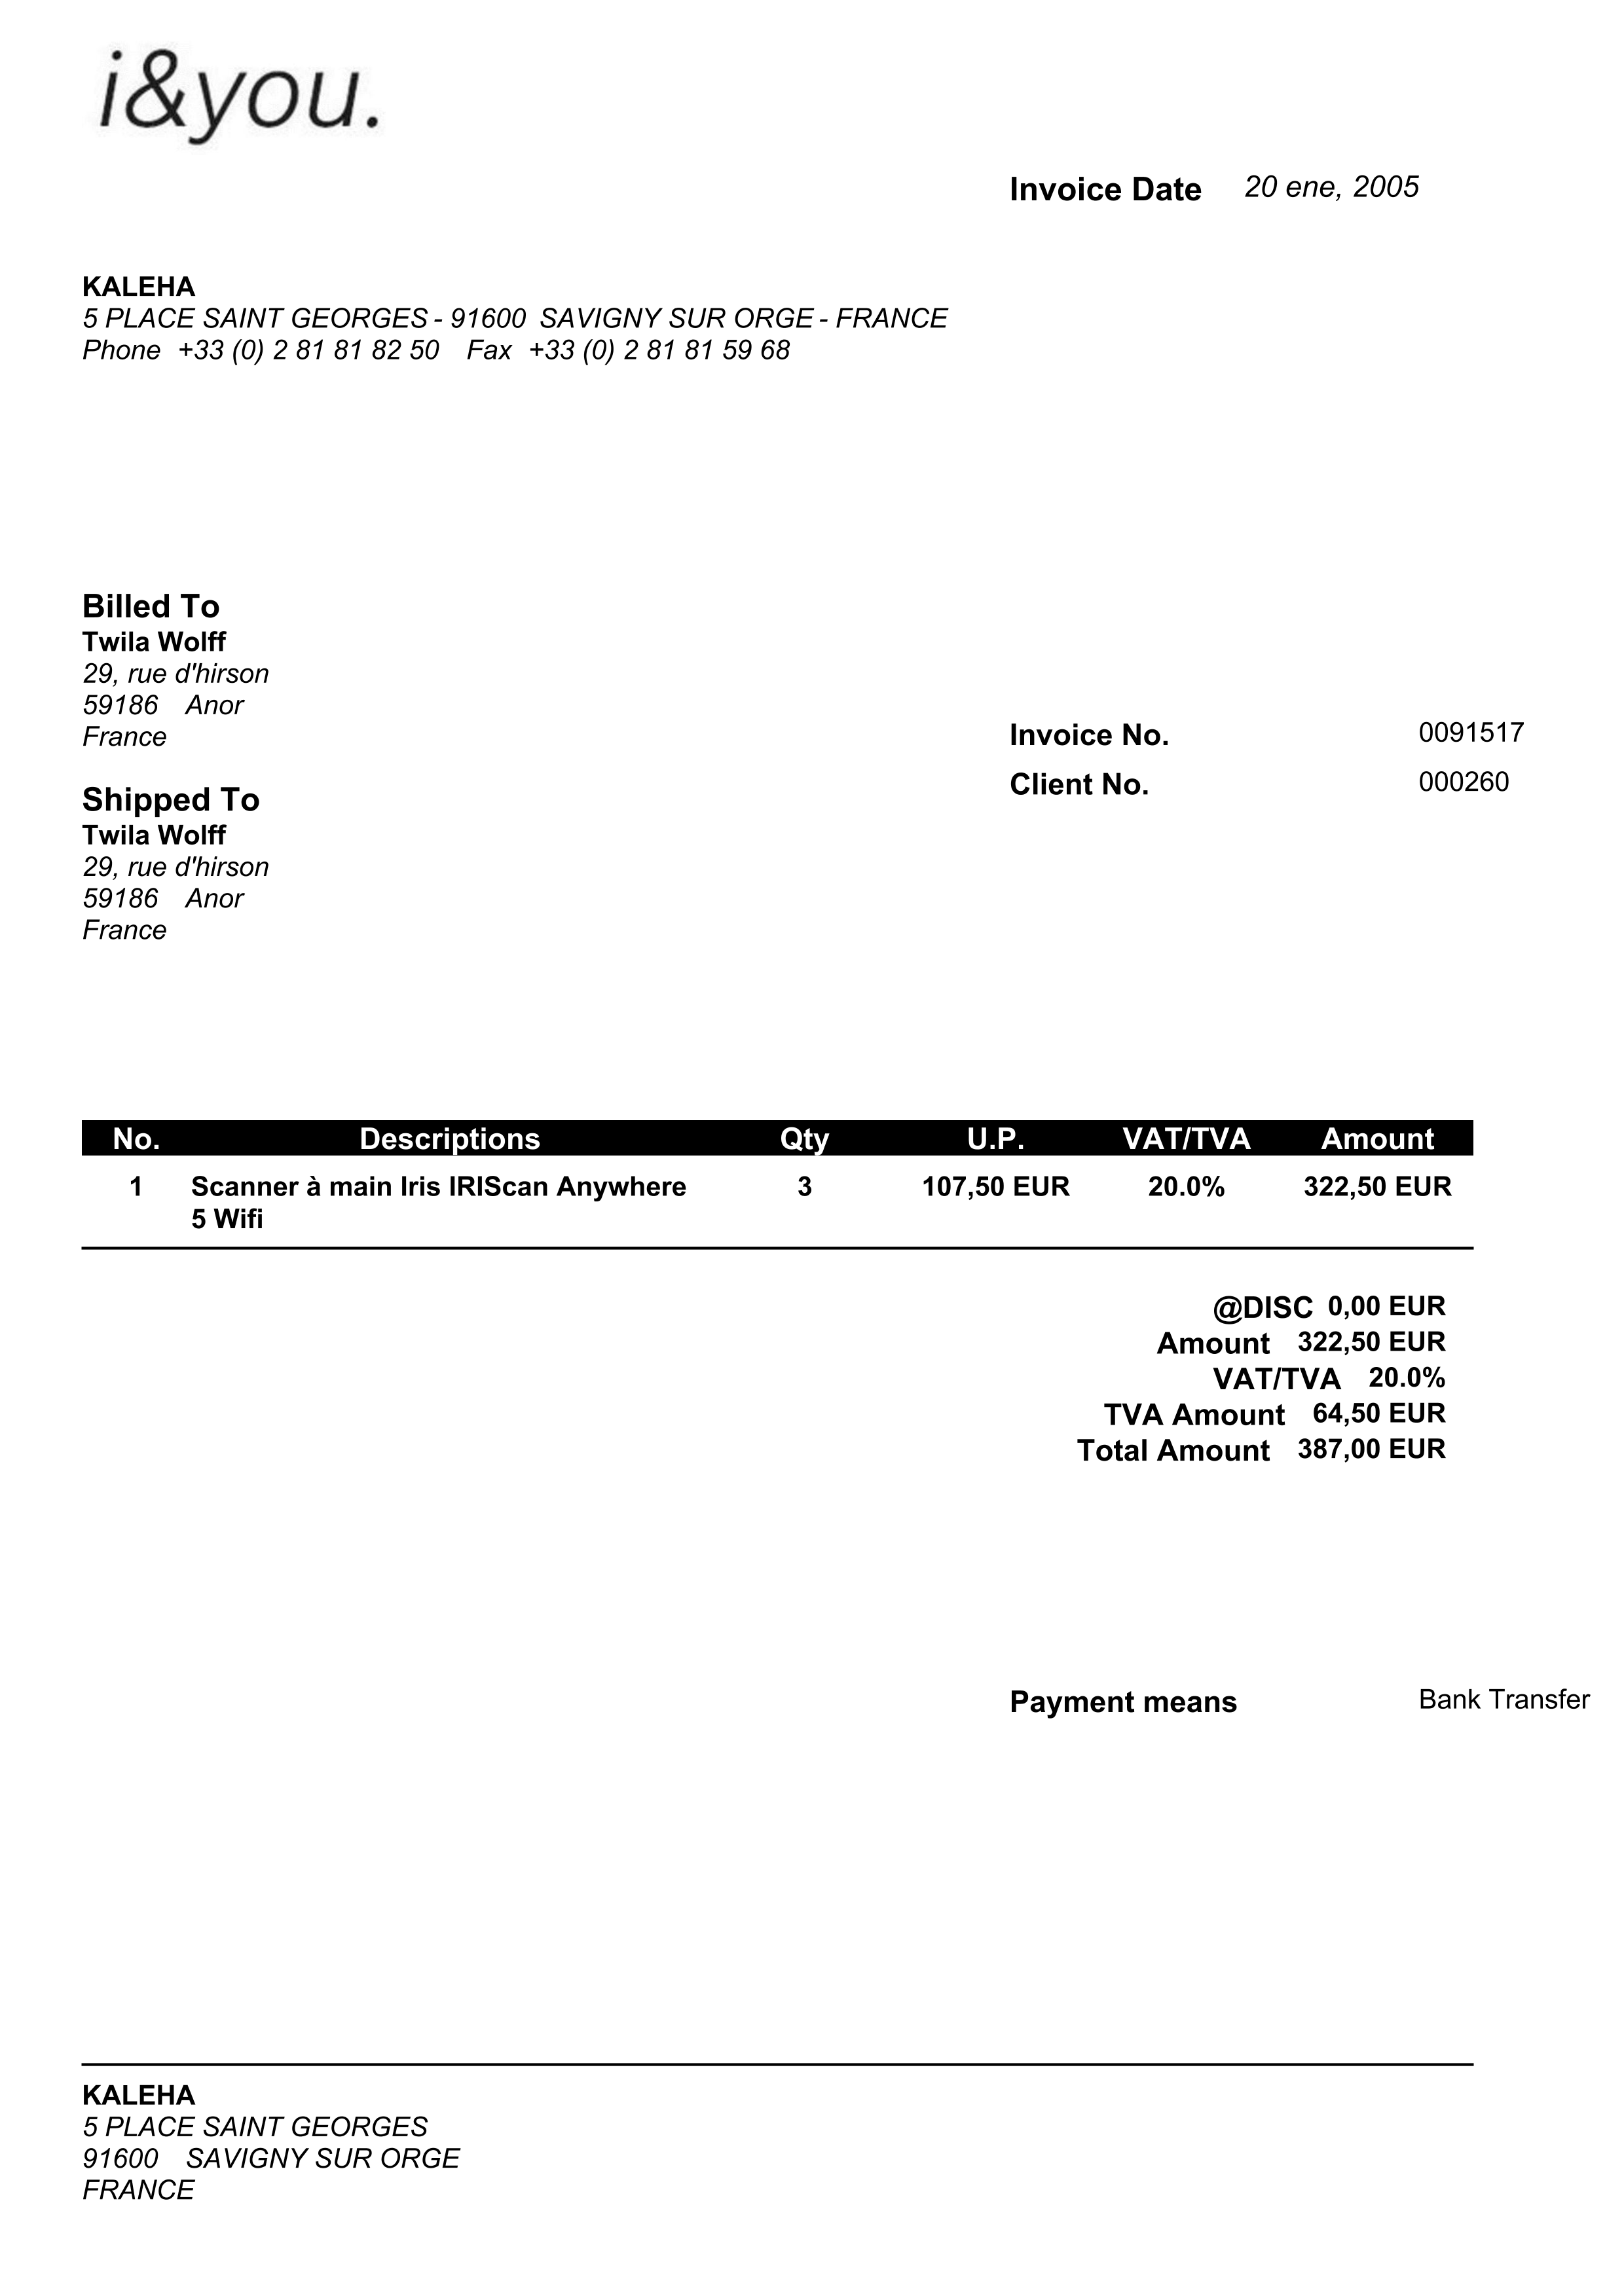 i&you.
Invoice Date 20 ene, 2005
KALEHA
5 PLACE SAINT GEORGES - 91600 SAVIGNY SUR ORGE - FRANCE
Phone +33 (0) 2 81 81 82 50 Fax +33 (0) 2 81 81 59 68
Billed To
Twila Wolff
29, rue d'hirson
59186 Anor
France
Invoice No. 0091517
Client No. 000260
Shipped To
Twila Wolff
29, rue d'hirson
59186 Anor
France
No. Descriptions Qty U.P. VAT/TVA Amount
1 Scanner à main Iris IRIScan Anywhere 3 107,50 EUR 20.0% 322,50 EUR
5 Wifi
@DISC 0,00 EUR
Amount 322,50 EUR
VAT/TVA 20.0%
TVA Amount 64,50 EUR
Total Amount 387,00 EUR
Payment means Bank Transfer
KALEHA
5 PLACE SAINT GEORGES
91600 SAVIGNY SUR ORGE
FRANCE